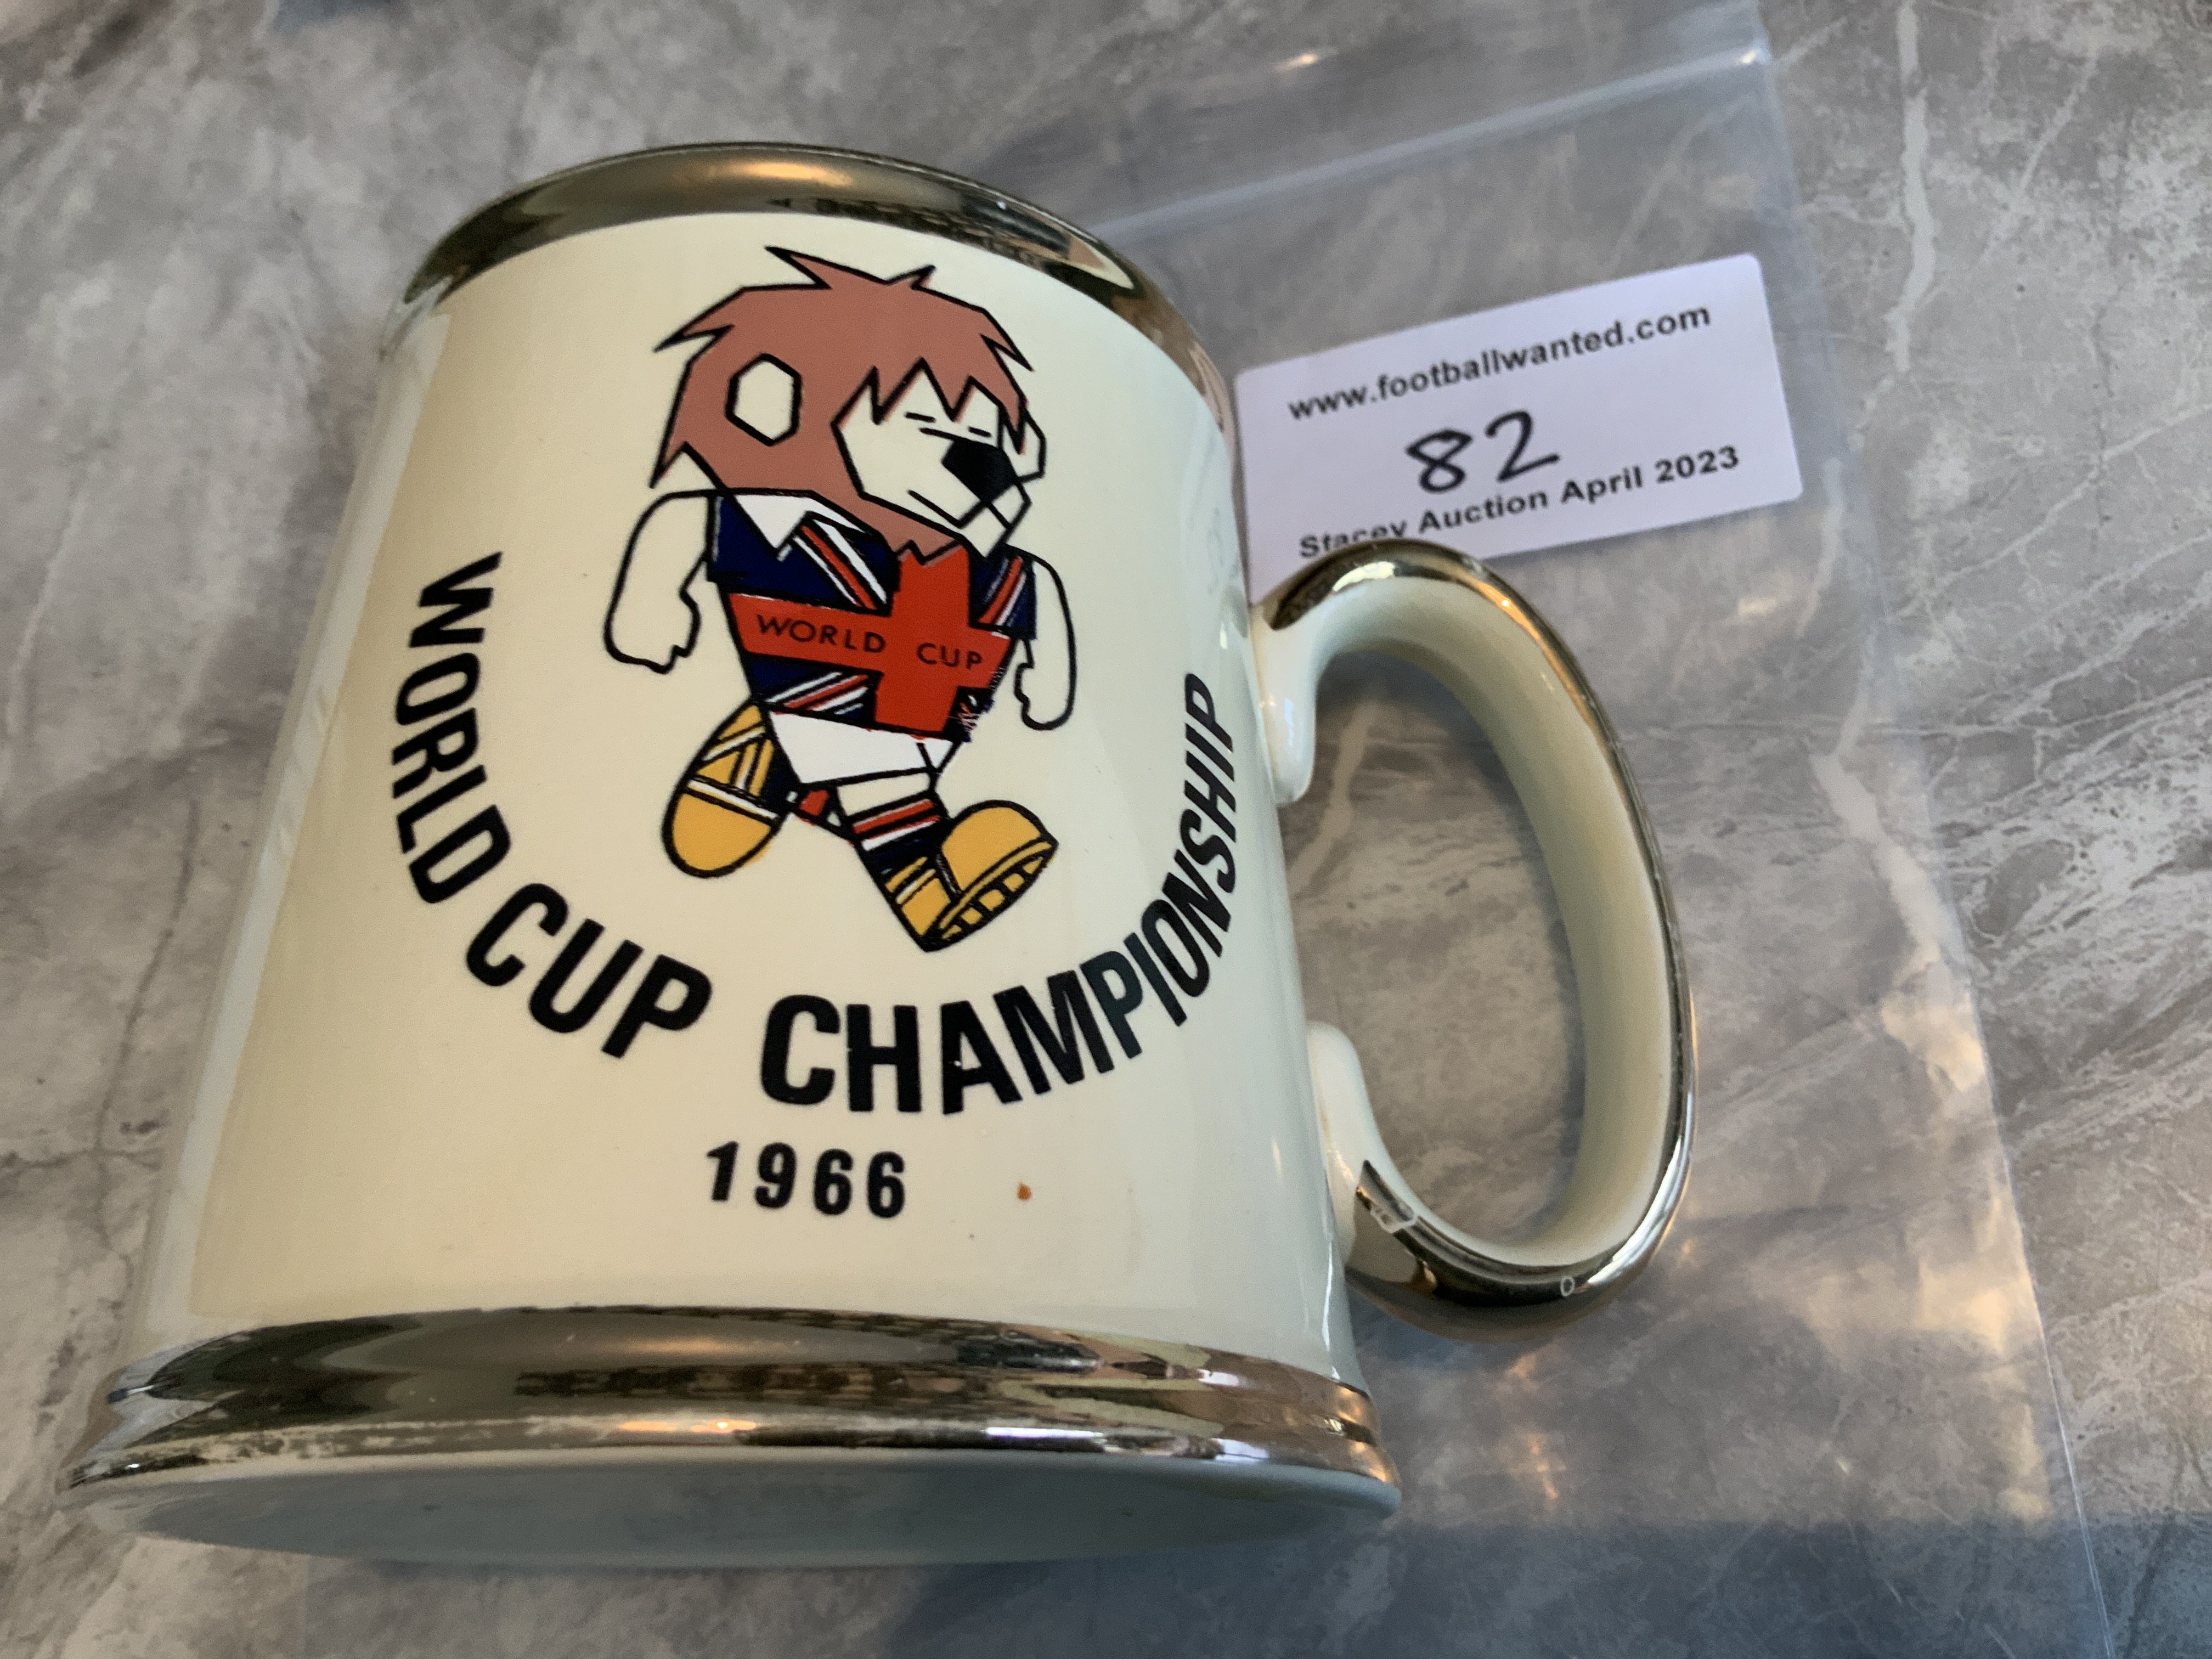 WORLD CUP
WORLD CUP CHAMPIONSHIP
1966
www.footballwanted.com
82
Stacey Auction April 2023